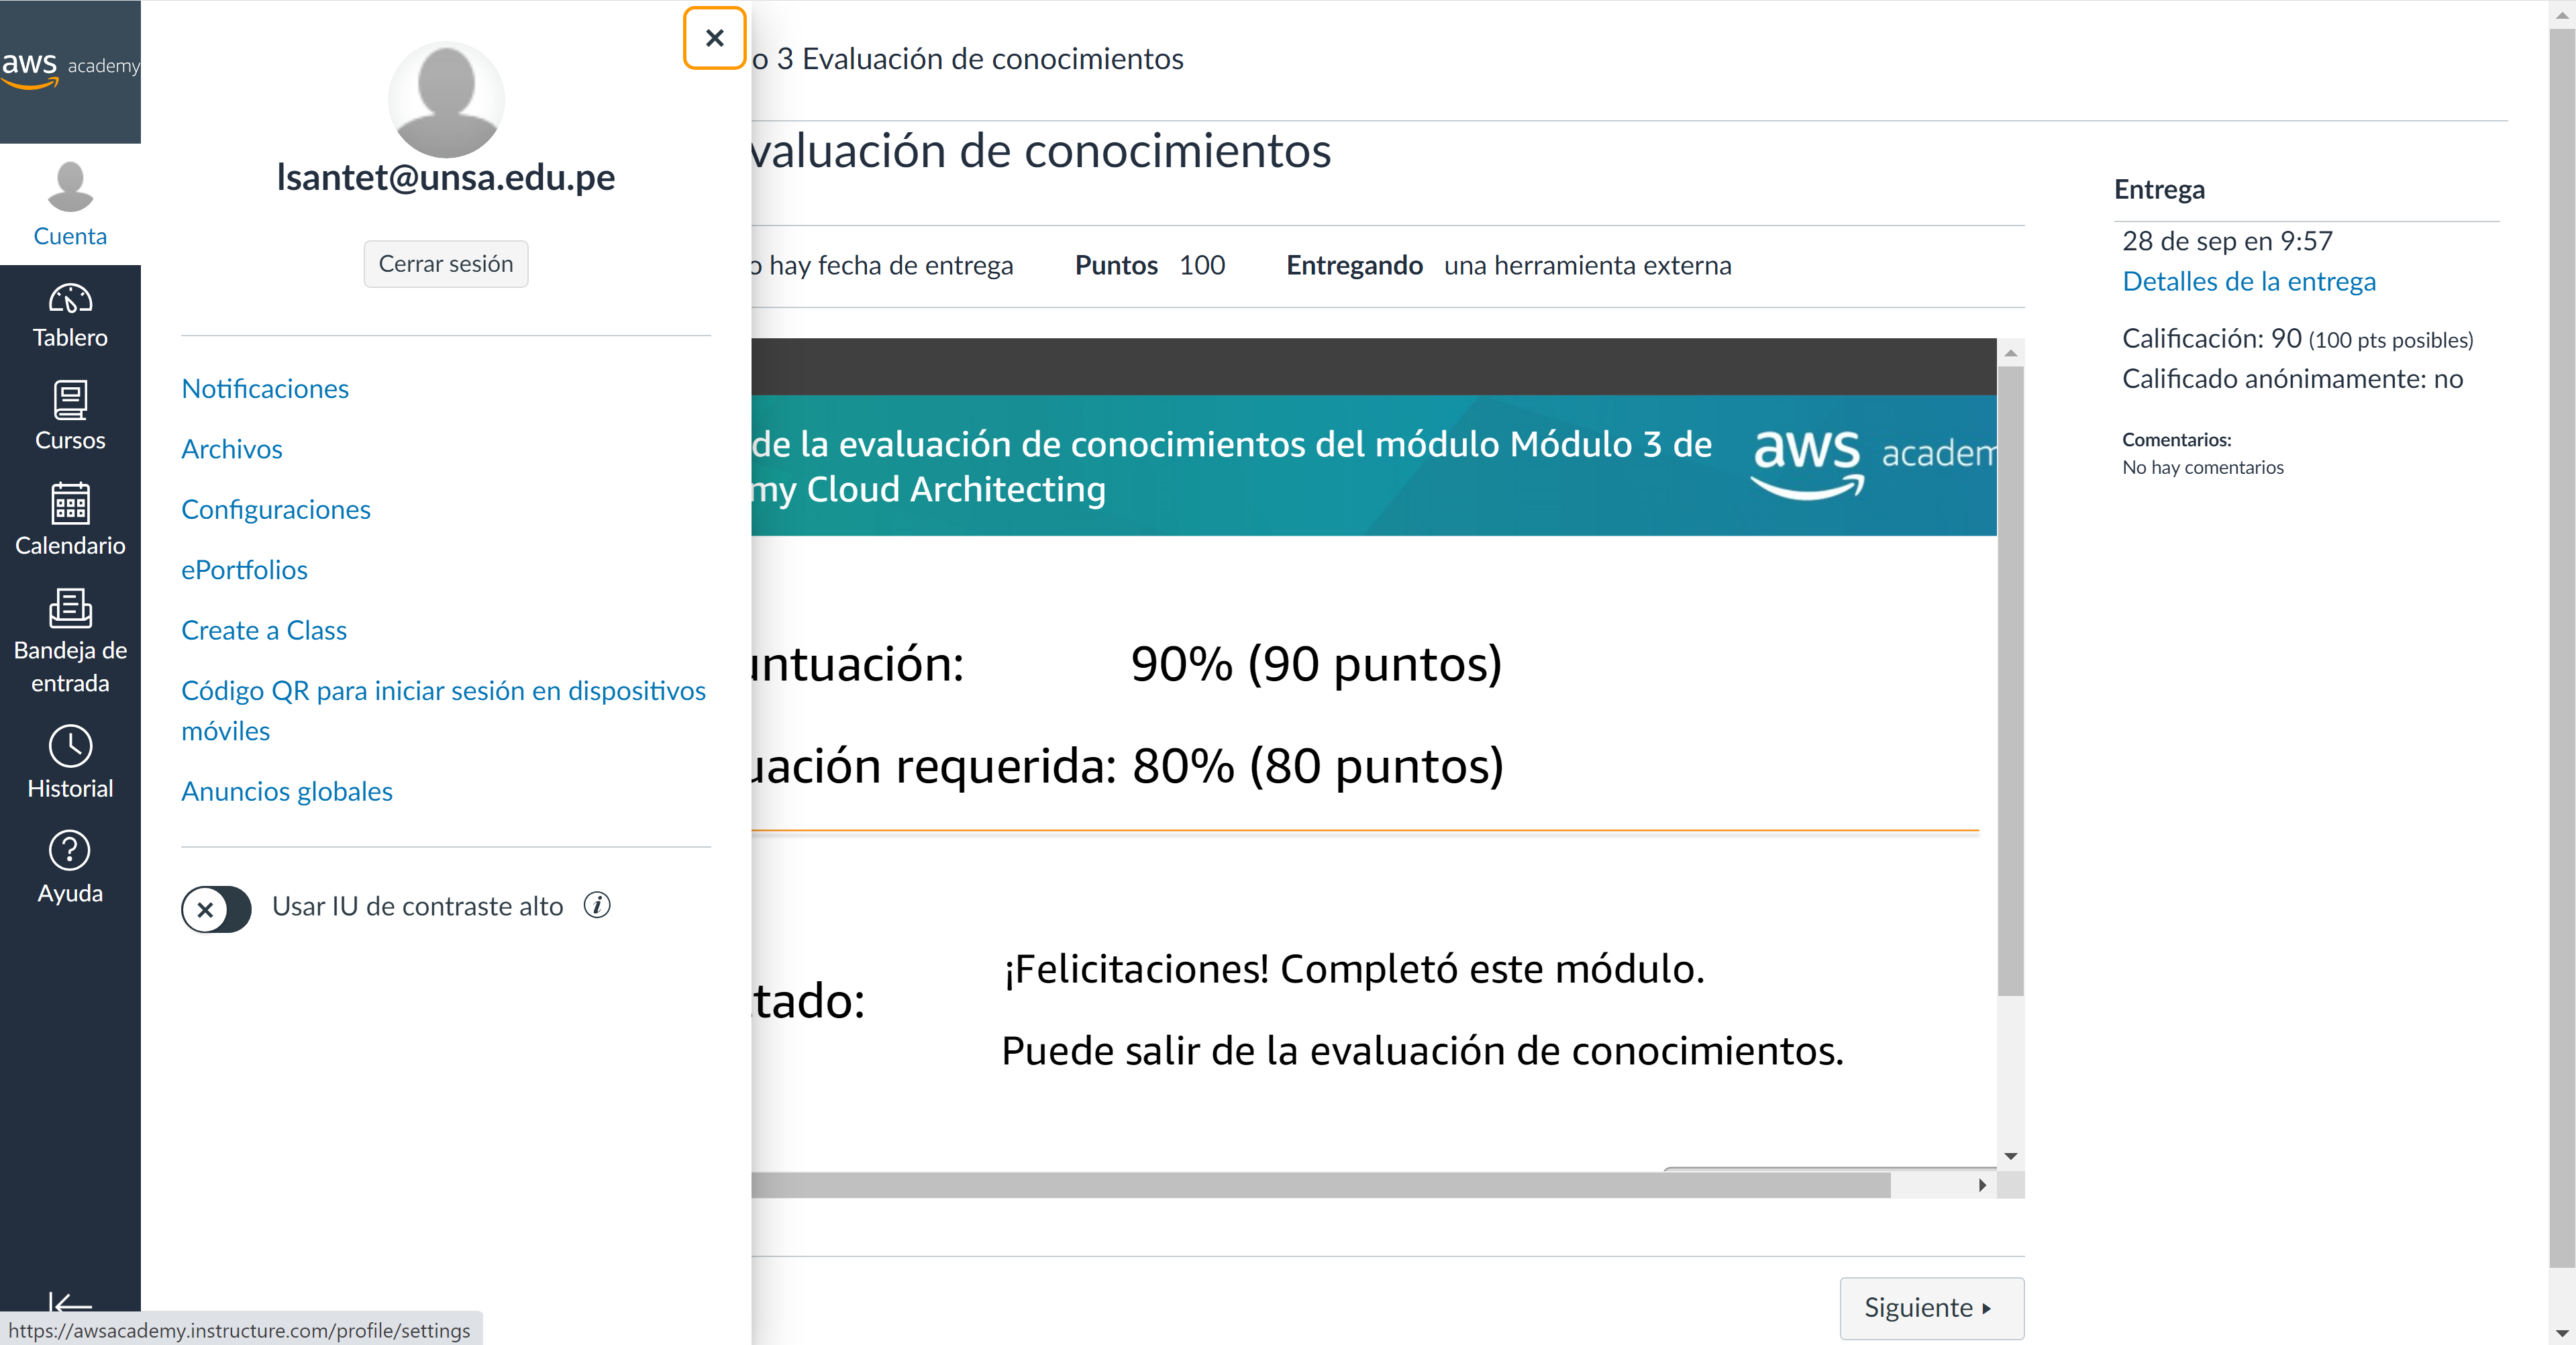 aws academy
Cuenta
Tablero
Cursos
Calendario
Bandeja de
entrada
Historial
Ayuda
lsantet@unsa.edu.pe
Cerrar sesión
Notificaciones
Archivos
Configuraciones
ePortfolios
Create a Class
Código QR para iniciar sesión en dispositivos
móviles
Anuncios globales
Usar IU de contraste alto
https://awsacademy.instructure.com/profile/settings
o 3 Evaluación de conocimientos
valuación de conocimientos
o hay fecha de entrega Puntos 100 Entregando una herramienta externa
de la evaluación de conocimientos del módulo Módulo 3 de
my Cloud Architecting
aws academ
untuación: 90% (90 puntos)
uación requerida: 80% (80 puntos)
tado:
¡Felicitaciones! Completó este módulo.
Puede salir de la evaluación de conocimientos.
Siguiente
Entrega
28 de sep en 9:57
Detalles de la entrega
Calificación: 90 (100 pts posibles)
Calificado anónimamente: no
Comentarios:
No hay comentarios